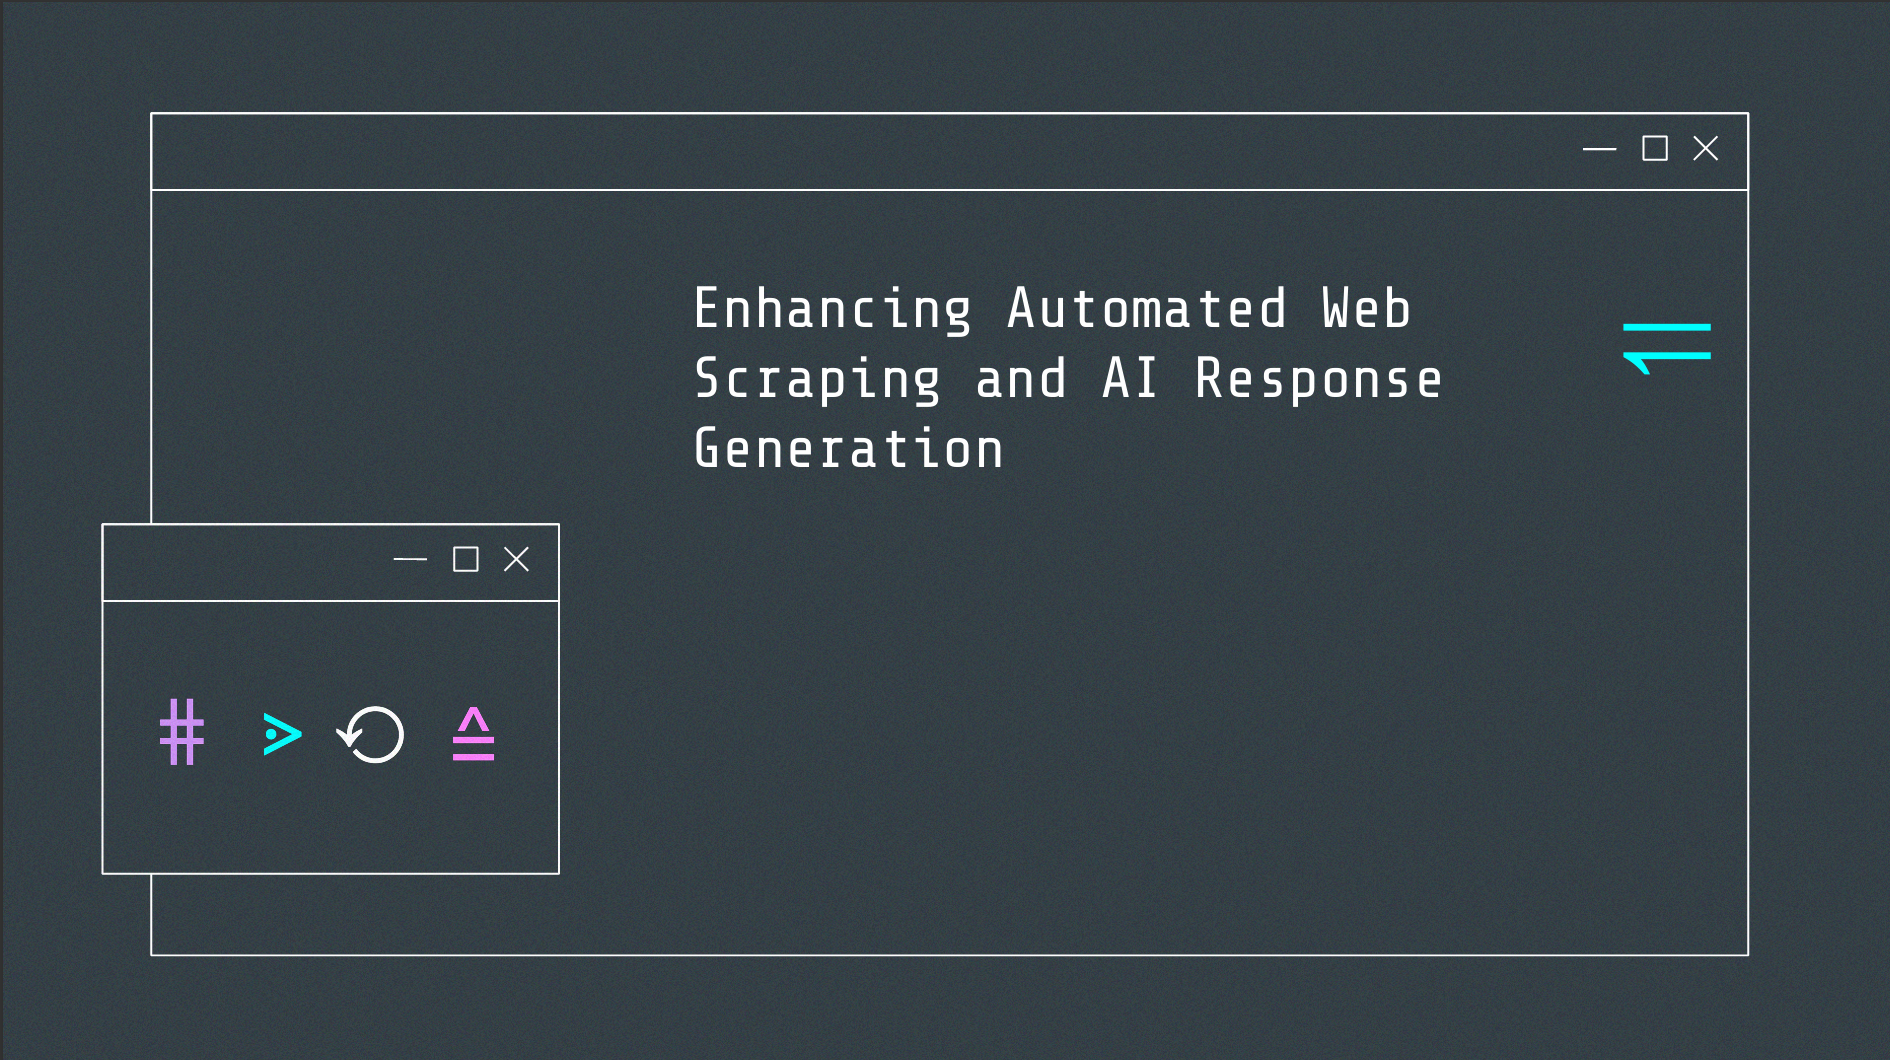 Enhancing Automated Web
Scraping and AI Response
Generation